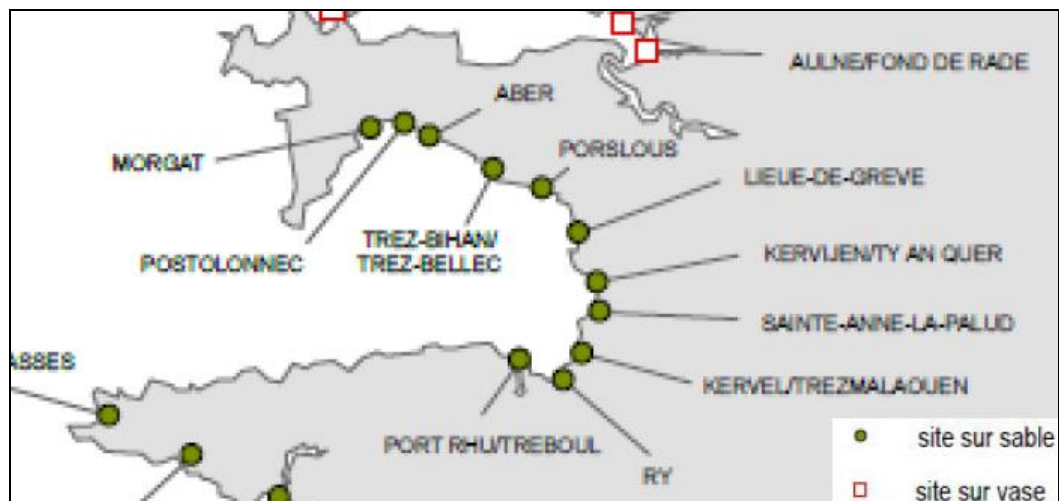 AULNE/FOND DE RADE
ABER
MORGAT
PORSLOUS
LIEUE-DE-GREVE
TREZ-BIHAN/
TREZ-BELLEC
POSTOLONNEC
KERVIJEN/TY AN QUER
SAINTE-ANNE-LA-PALUD
ASSES
KERVEL/TREZMALAOUEN
PORT RHU/TREBOUL
RY
site sur sable
site sur vase